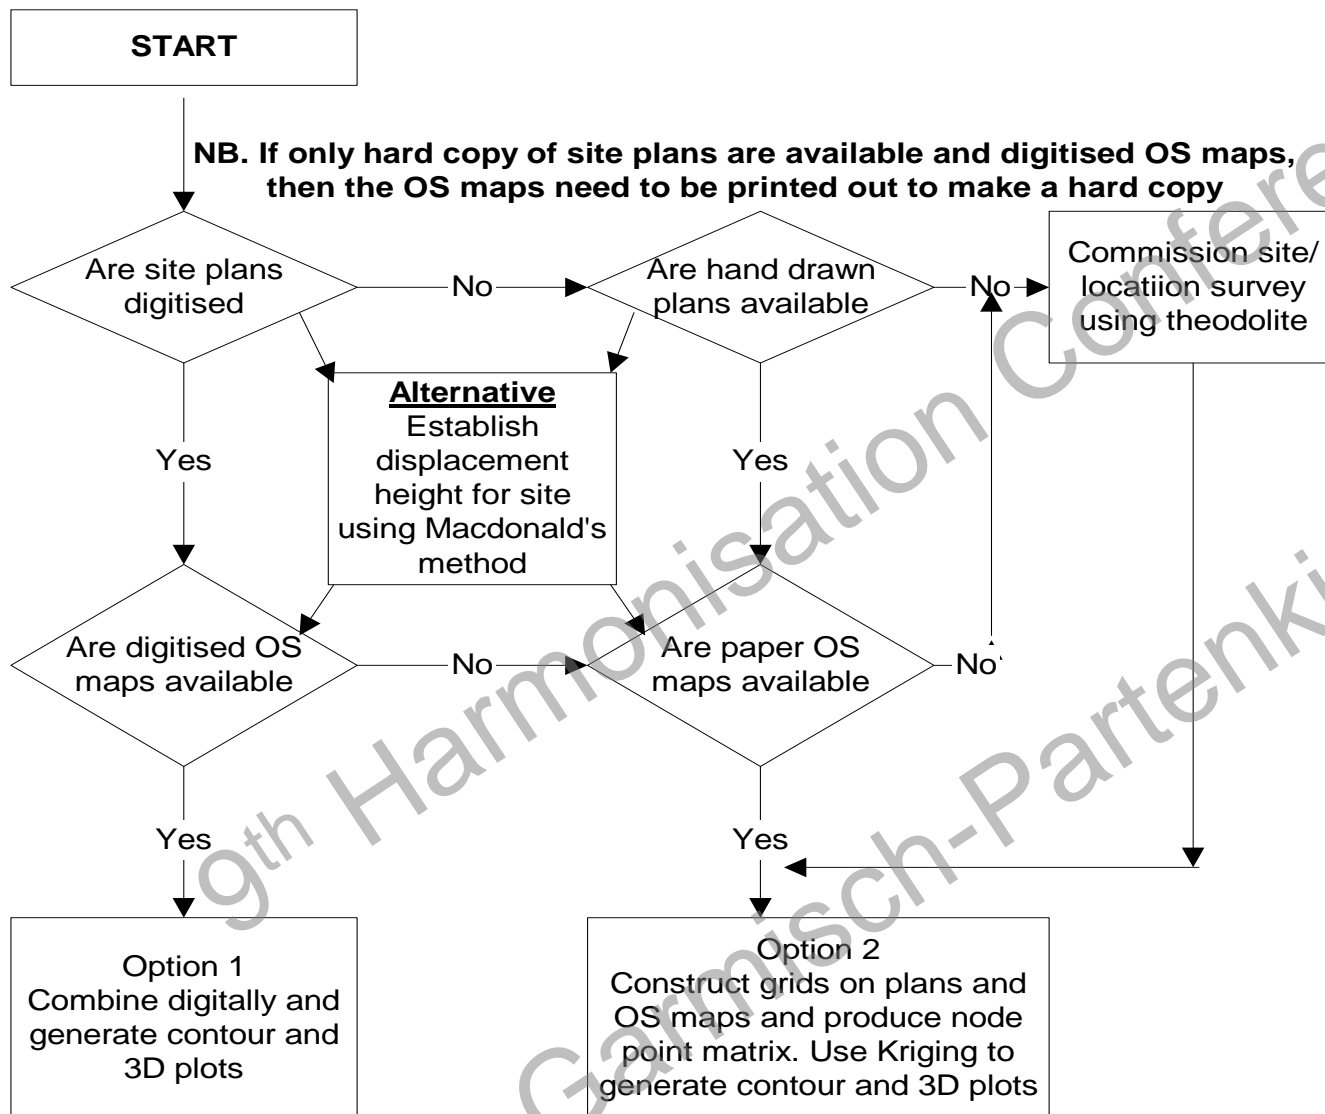 START
NB. If only hard copy of site plans are available and digitised OS maps,
then the OS maps need to be printed out to make a hard copy
Are site plans
digitised
No
Are hand drawn
plans available
No
Commission site/
locatiion survey
using theodolite
Alternative
Establish
displacement
height for site
using Macdonald's
method
Yes
Yes
Are digitised OS
maps available
No
Are paper OS
maps available
No
Yes
Yes
Option 1
Combine digitally and
generate contour and
3D plots
Option 2
Construct grids on plans and
OS maps and produce node
point matrix. Use Kriging to
generate contour and 3D plots
9th Harmonisation
Garmisch-